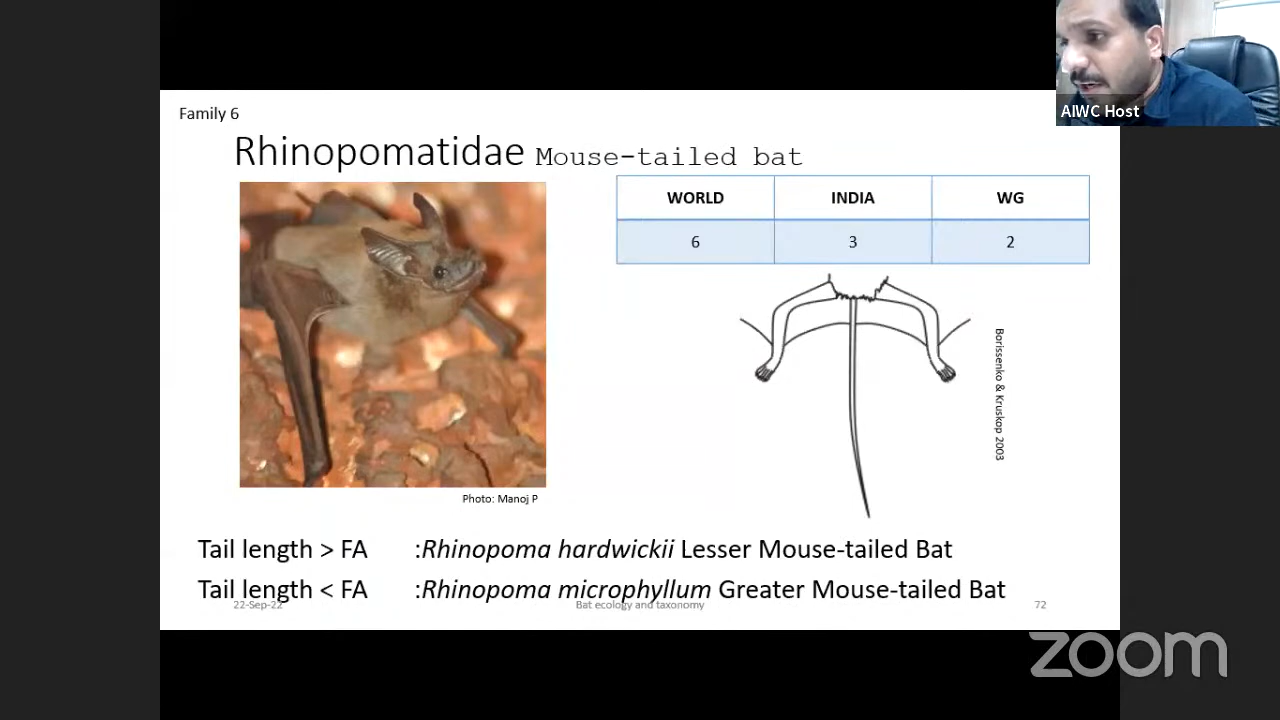 AIWC Host
Family 6
Rhinopomatidae Mouse-tailed bat
WORLD INDIA WG
6 3 2
Borissenko & Kruskop 2003
Photo: Manoj P
Tail length > FA :Rhinopoma hardwickii Lesser Mouse-tailed Bat
Tail length < FA :Rhinopoma microphyllum Greater Mouse-tailed Bat
22-Sep-22 Bat ecology and taxonomy 72
zoom